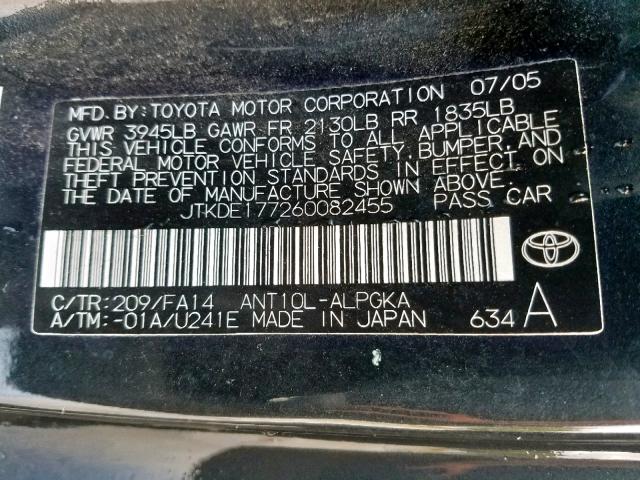 MFD. BY: TOYOTA MOTOR CORPORATION 07/05
GVWR 3945LB GAWR FR 2130LB RR 1835LB
THIS VEHICLE CONFORMS TO ALL APPLICABLE
FEDERAL MOTOR VEHICLE SAFETY, BUMPER, AND
THEFT PREVENTION STANDARDS IN EFFECT ON
THE DATE OF MANUFACTURE SHOWN ABOVE.
JTKDE177260082455 PASS CAR
TOYOTA
C/TR: 209/FA14 ANT10L-ALPGKA
A/TM: -01A/U241E MADE IN JAPAN 634 A